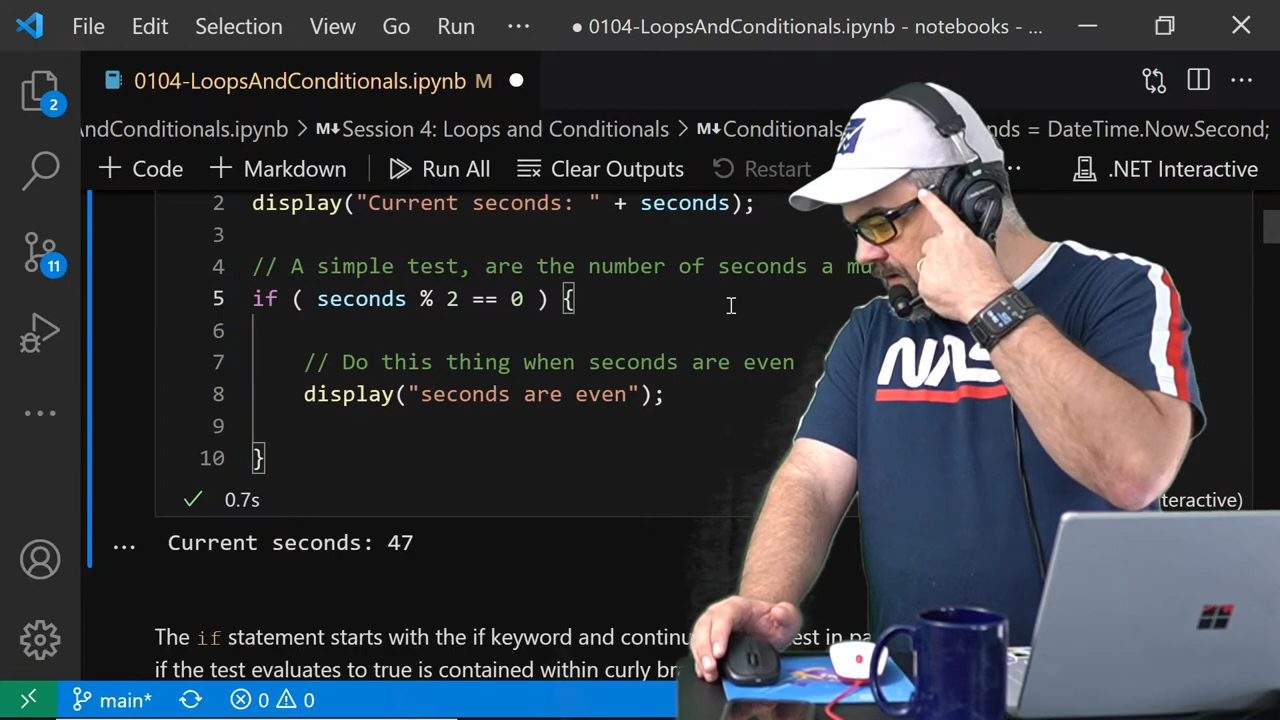 File Edit Selection View Go Run ··· ● 0104-LoopsAndConditionals.ipynb - notebooks - ...
0104-LoopsAndConditionals.ipynb M
AndConditionals.ipynb > Session 4: Loops and Conditionals > Conditionals = DateTime.Now.Second;
+ Code + Markdown Run All Clear Outputs Restart ··· .NET Interactive
2 display("Current seconds: " + seconds);
3
4 // A simple test, are the number of seconds a
5 if ( seconds % 2 == 0 ) {
6
7 // Do this thing when seconds are even
8 display("seconds are even");
9
10 }
0.7s
... Current seconds: 47
The if statement starts with the if keyword and in
if the test evaluates to true is contained within curly
2
11
main* 0 0
NAS